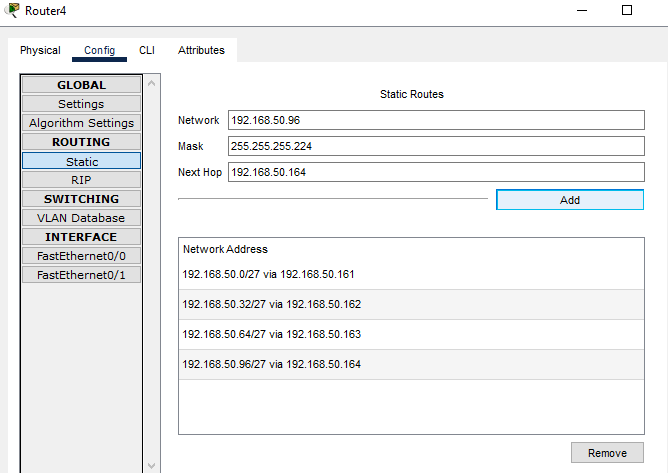 Router4
Physical Config CLI Attributes
GLOBAL
Settings
Algorithm Settings
ROUTING
Static
RIP
SWITCHING
VLAN Database
INTERFACE
FastEthernet0/0
FastEthernet0/1
Static Routes
Network 192.168.50.96
Mask 255.255.255.224
Next Hop 192.168.50.164
Add
Network Address
192.168.50.0/27 via 192.168.50.161
192.168.50.32/27 via 192.168.50.162
192.168.50.64/27 via 192.168.50.163
192.168.50.96/27 via 192.168.50.164
Remove